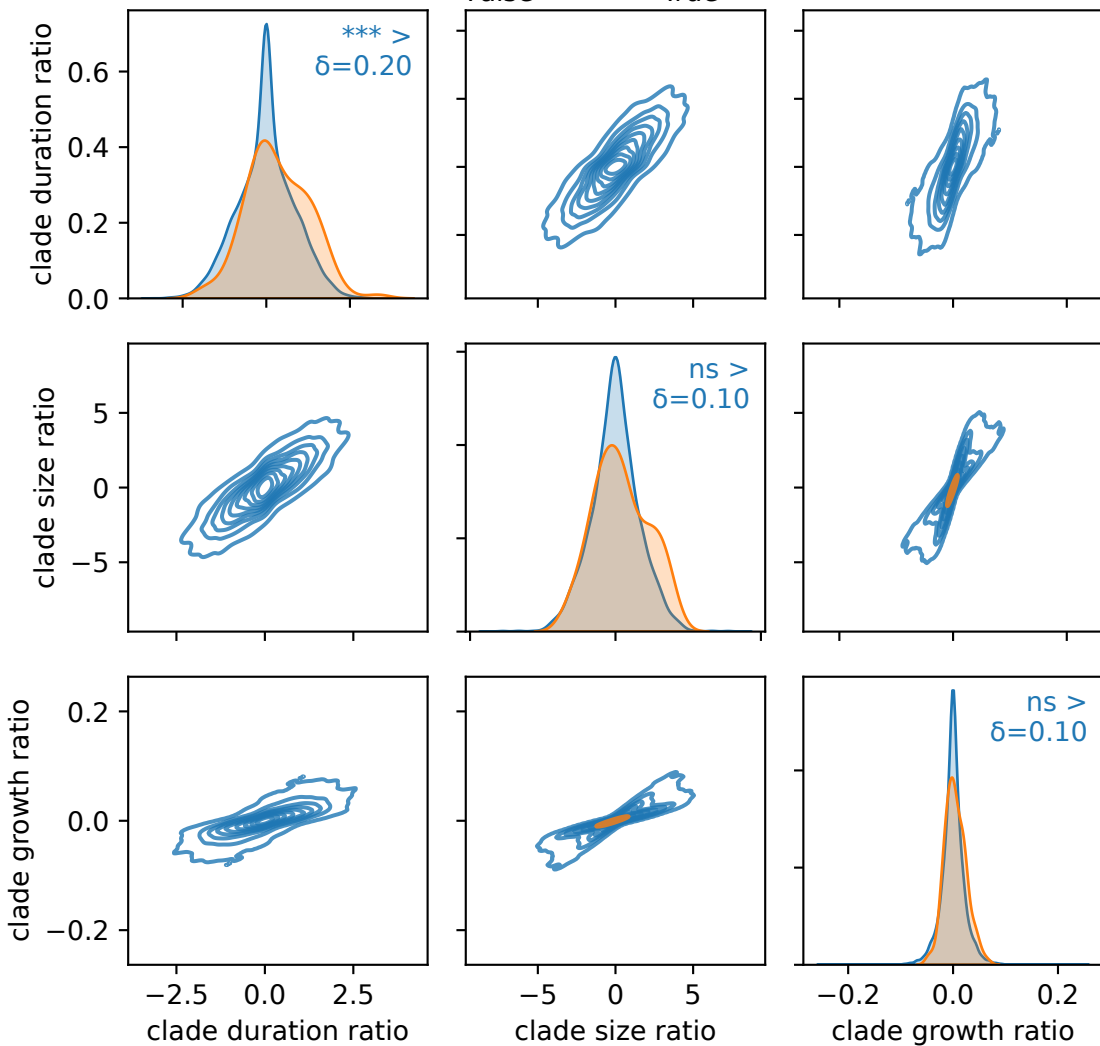 clade duration ratio
0.6
0.4
0.2
0.0
*** >
δ=0.20
clade size ratio
5
0
−5
ns >
δ=0.10
clade growth ratio
0.2
0.0
−0.2
ns >
δ=0.10
−2.5 0.0 2.5
clade duration ratio
−5 0 5
clade size ratio
−0.2 0.0 0.2
clade growth ratio